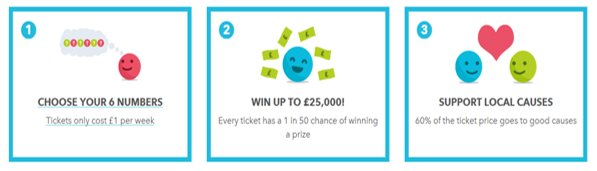 1
CHOOSE YOUR 6 NUMBERS
Tickets only cost £1 per week
2
WIN UP TO £25,000!
Every ticket has a 1 in 50 chance of winning
a prize
3
SUPPORT LOCAL CAUSES
60% of the ticket price goes to good causes